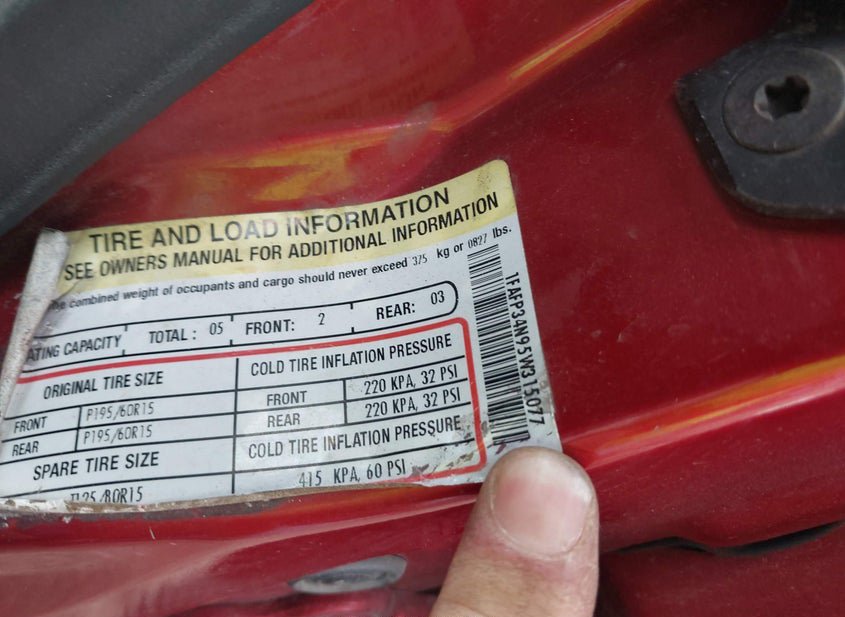 TIRE AND LOAD INFORMATION
SEE OWNERS MANUAL FOR ADDITIONAL INFORMATION
The combined weight of occupants and cargo should never exceed 375 kg or 0827 lbs.
ATING CAPACITY TOTAL : 05 FRONT: 2 REAR: 03
ORIGINAL TIRE SIZE COLD TIRE INFLATION PRESSURE
FRONT P195/60R15 FRONT 220 KPA, 32 PSI
REAR P195/60R15 REAR 220 KPA, 32 PSI
SPARE TIRE SIZE COLD TIRE INFLATION PRESSURE
T125/80R15 415 KPA, 60 PSI
1FAFP34N95W315077